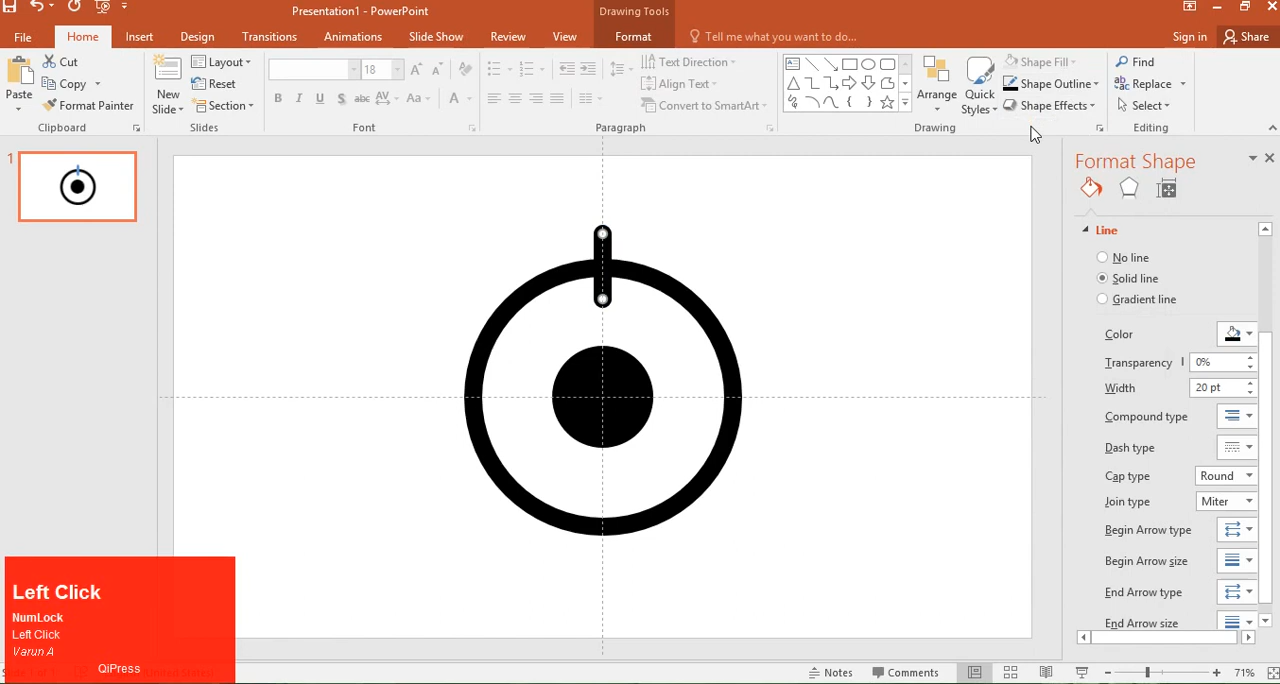 Presentation1 - PowerPoint
Drawing Tools
File
Home
Insert
Design
Transitions
Animations
Slide Show
Review
View
Format
Tell me what you want to do...
Sign in
Share
Paste
Cut
Copy
Format Painter
Clipboard
New
Slide
Layout
Reset
Section
Slides
18
B I U S abc AV Aa A
Font
Paragraph
Text Direction
Align Text
Convert to SmartArt
Arrange
Quick
Styles
Shape Fill
Shape Outline
Shape Effects
Drawing
Find
Replace
Select
Editing
1
Format Shape
Line
No line
Solid line
Gradient line
Color
Transparency
0%
Width
20 pt
Compound type
Dash type
Cap type
Round
Join type
Miter
Begin Arrow type
Begin Arrow size
End Arrow type
End Arrow size
Left Click
NumLock
Left Click
Varun A
QiPress
Notes
Comments
71%